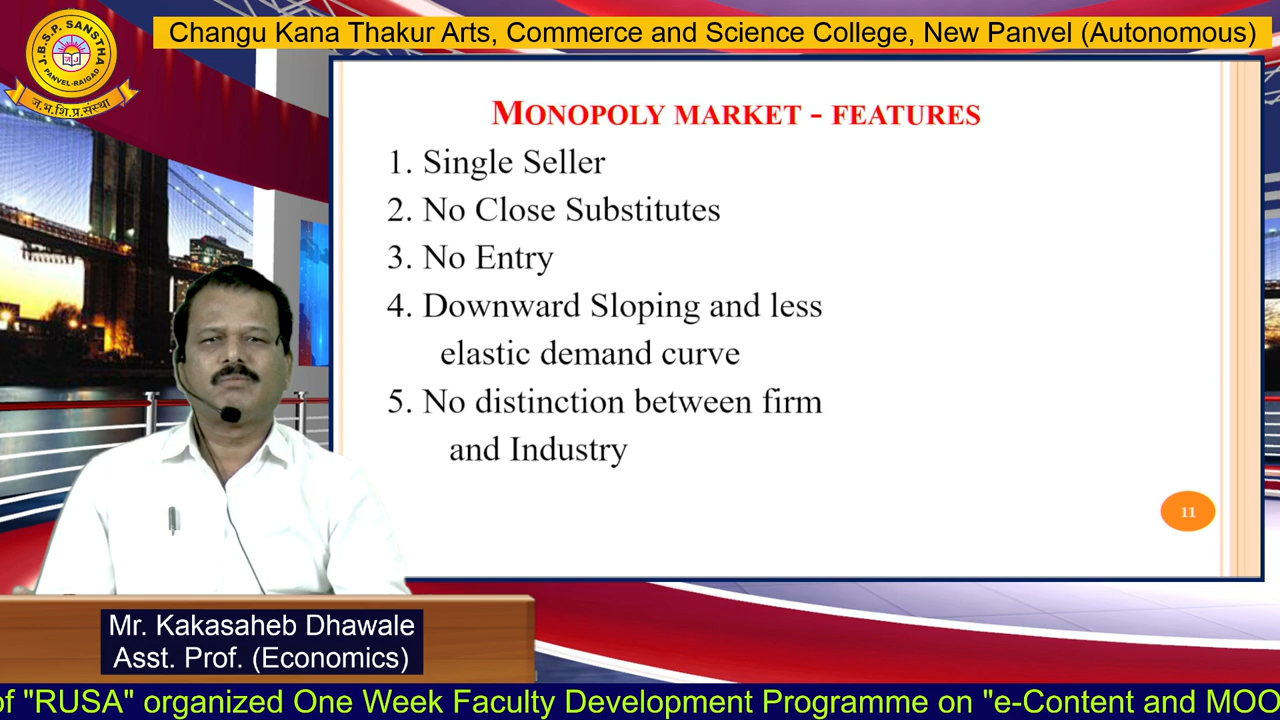 Changu Kana Thakur Arts, Commerce and Science College, New Panvel (Autonomous)
J.B.S.P. SANSTHA
PANVEL-RAIGAD
ज.भ.शि.प्र.संस्था
MONOPOLY MARKET - FEATURES
1. Single Seller
2. No Close Substitutes
3. No Entry
4. Downward Sloping and less
elastic demand curve
5. No distinction between firm
and Industry
11
Mr. Kakasaheb Dhawale
Asst. Prof. (Economics)
of "RUSA" organized One Week Faculty Development Programme on "e-Content and MOO